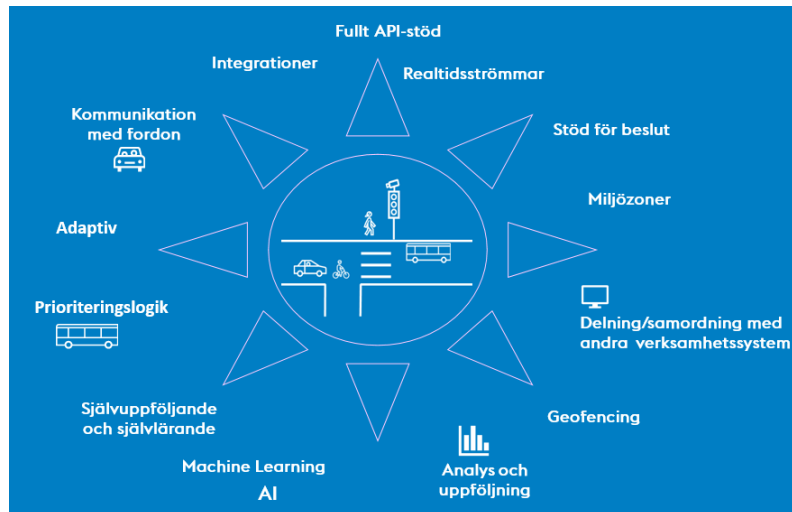 Fullt API-stöd
Integrationer
Realtidsströmmar
Kommunikation
med fordon
Stöd för beslut
Miljözoner
Adaptiv
Prioriteringslogik
Delning/samordning med
andra verksamhetssystem
Självuppföljande
och självlärande
Geofencing
Machine Learning
AI
Analys och
uppföljning